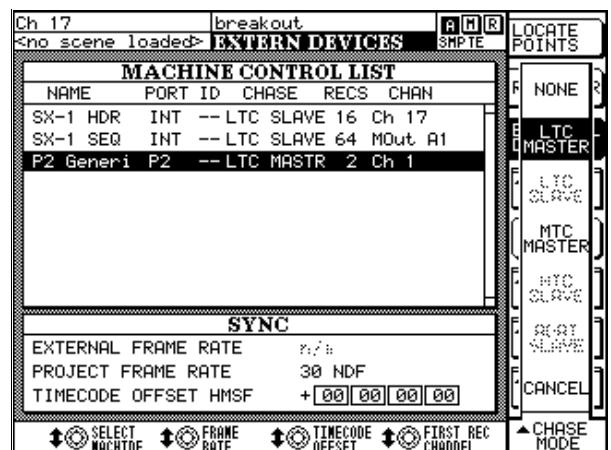 Ch 17 breakout A M R
<no scene loaded> EXTERN DEVICES SMPTE
LOCATE
POINTS
MACHINE CONTROL LIST
NAME PORT ID CHASE RECS CHAN
SX-1 HDR INT -- LTC SLAVE 16 Ch 17
SX-1 SEQ INT -- LTC SLAVE 64 MOut A1
P2 Generi P2 -- LTC MASTR 2 Ch 1
SYNC
EXTERNAL FRAME RATE n/a
PROJECT FRAME RATE 30 NDF
TIMECODE OFFSET HMSF + 00 00 00 00
SELECT FRAME RATE TIMECODE FIRST REC CHANNEL
NONE
LTC
MASTER
LTC
SLAVE
MTC
MASTER
MTC
SLAVE
ADAT
SLAVE
CANCEL
CHASE
MODE